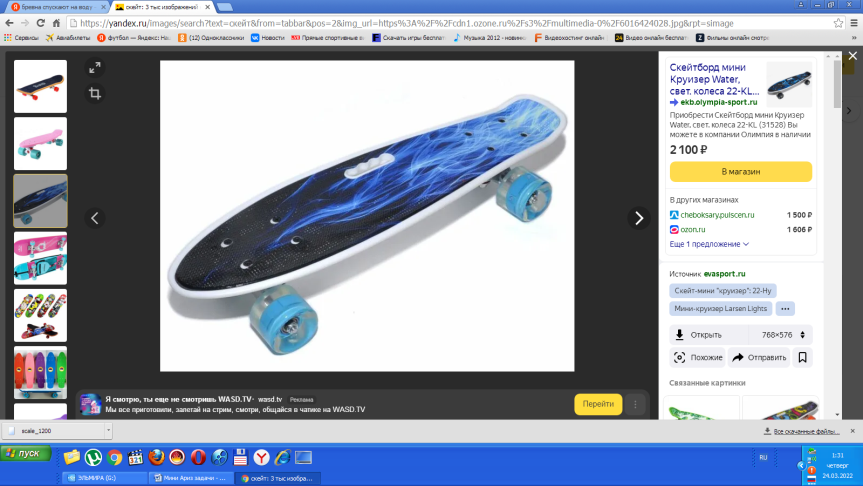 бревна спускают на воду
скейт: 3 тыс изображений
https://yandex.ru/images/search?text=скейт&from=tabbar&pos=2&img_url=https%3A%2F%2Fcdn1.ozone.ru%2Fs3%2Fmultimedia-0%2F6016424028.jpg&rpt=simage
Сервисы
Авиабилеты
футбол — Яндекс: На
(12) Одноклассники
Новости
Прямые спортивные в
Скачать игры беспла
Музыка 2012 - новин
Видеохостинг онлайн
Видео онлайн беспла
Фильмы онлайн смотр
Скейтборд мини
Круизер Water,
свет. колеса 22-KL...
ekb.olympia-sport.ru
Приобрести Скейтборд мини Круизер
Water, свет. колеса 22-KL (31528) Вы
можете в компании Олимпия в наличии
2 100 ₽
В магазин
В других магазинах
cheboksary.pulscen.ru 1 500 ₽
ozon.ru 1 606 ₽
Еще 1 предложение
Источник evasport.ru
Скейт-мини "круизер": 22-Hy
Мини-круизер Larsen Lights
Открыть 768×576
Похожие Отправить
Связанные картинки
Я смотрю, ты еще не смотришь WASD.TV· wasd.tv Реклама
Мы все приготовили, залетай на стрим, смотри, общайся в чатике на WASD.TV
Перейти
scale_1200
Все скачанные файлы...
пуск
321
RU
1:31
четверг
24.03.2022
ЭЛЬМИРА (G:)
Мини Ариз задачи - ...
скейт: 3 тыс изобра...